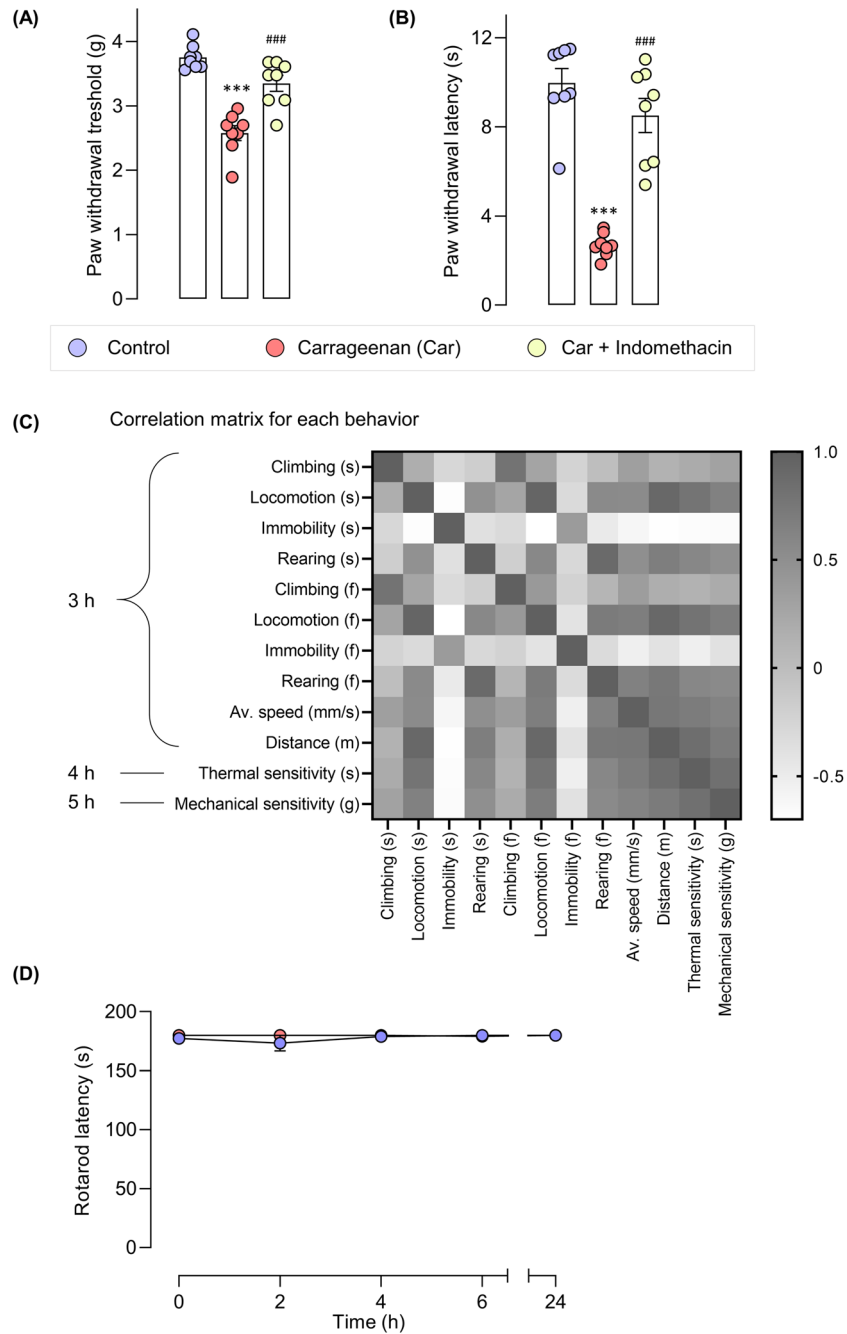 (A)
Paw withdrawal treshold (g)
4
3
2
1
0
***
###
(B)
Paw withdrawal latency (s)
12
8
4
0
***
###
Control
Carrageenan (Car)
Car + Indomethacin
(C)
Correlation matrix for each behavior
3 h
4 h
5 h
Climbing (s)
Locomotion (s)
Immobility (s)
Rearing (s)
Climbing (f)
Locomotion (f)
Immobility (f)
Rearing (f)
Av. speed (mm/s)
Distance (m)
Thermal sensitivity (s)
Mechanical sensitivity (g)
Climbing (s)
Locomotion (s)
Immobility (s)
Rearing (s)
Climbing (f)
Locomotion (f)
Immobility (f)
Rearing (f)
Av. speed (mm/s)
Distance (m)
Thermal sensitivity (s)
Mechanical sensitivity (g)
1.0
0.5
0
-0.5
(D)
Rotarod latency (s)
200
150
100
50
0
0
2
4
6
24
Time (h)